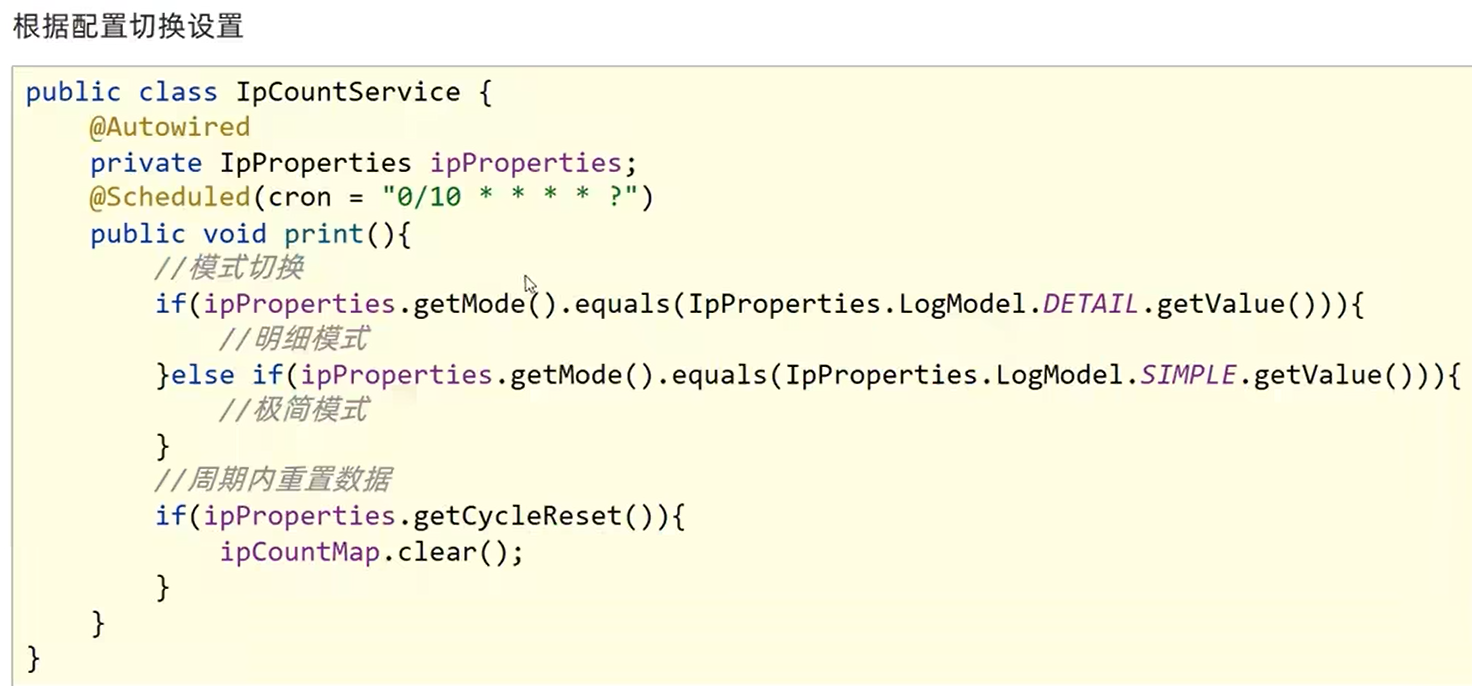 根据配置切换设置
public class IpCountService {
    @Autowired
    private IpProperties ipProperties;
    @Scheduled(cron = "0/10 * * * * ?")
    public void print(){
        //模式切换
        if(ipProperties.getMode().equals(IpProperties.LogModel.DETAIL.getValue())){
            //明细模式
        }else if(ipProperties.getMode().equals(IpProperties.LogModel.SIMPLE.getValue())){
            //极简模式
        }
        //周期内重置数据
        if(ipProperties.getCycleReset()){
            ipCountMap.clear();
        }
    }
}